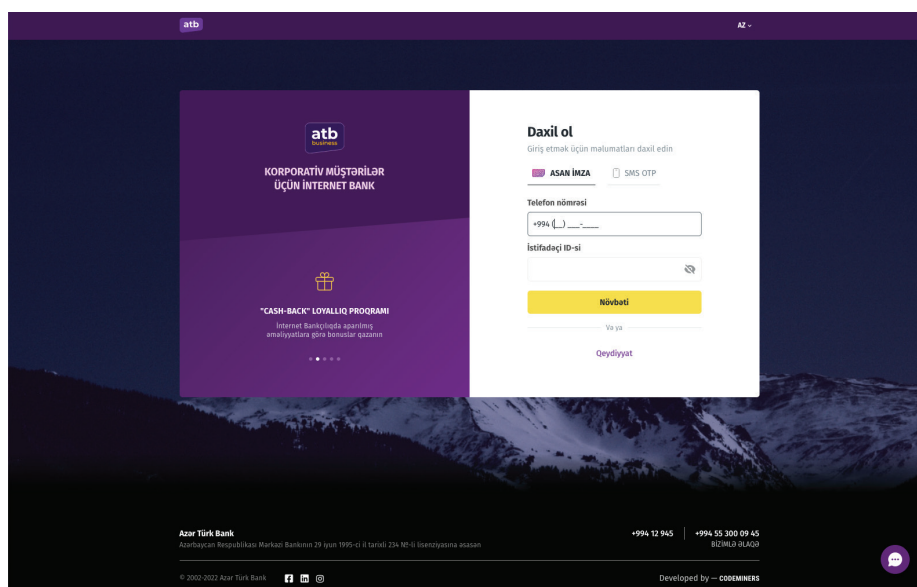 atb
AZ
atb
business
KORPORATİV MÜŞTƏRİLƏR
ÜÇÜN İNTERNET BANK
"CASH-BACK" LOYALLIQ PROQRAMI
İnternet Bankçılıqda aparılmış
əməliyyatlara görə bonuslar qazanın
Daxil ol
Giriş etmək üçün məlumatları daxil edin
ASAN İMZA
SMS OTP
Telefon nömrəsi
+994 (__) ___-____
İstifadəçi ID-si
Növbəti
Və ya
Qeydiyyat
Azər Türk Bank
Azərbaycan Respublikası Mərkəzi Bankının 29 iyun 1995-ci il tarixli 234 №-li lisenziyasına əsasən
+994 12 945
+994 55 300 09 45
BİZİMLƏ ƏLAQƏ
© 2002-2022 Azər Türk Bank
Developed by — CODEMINERS